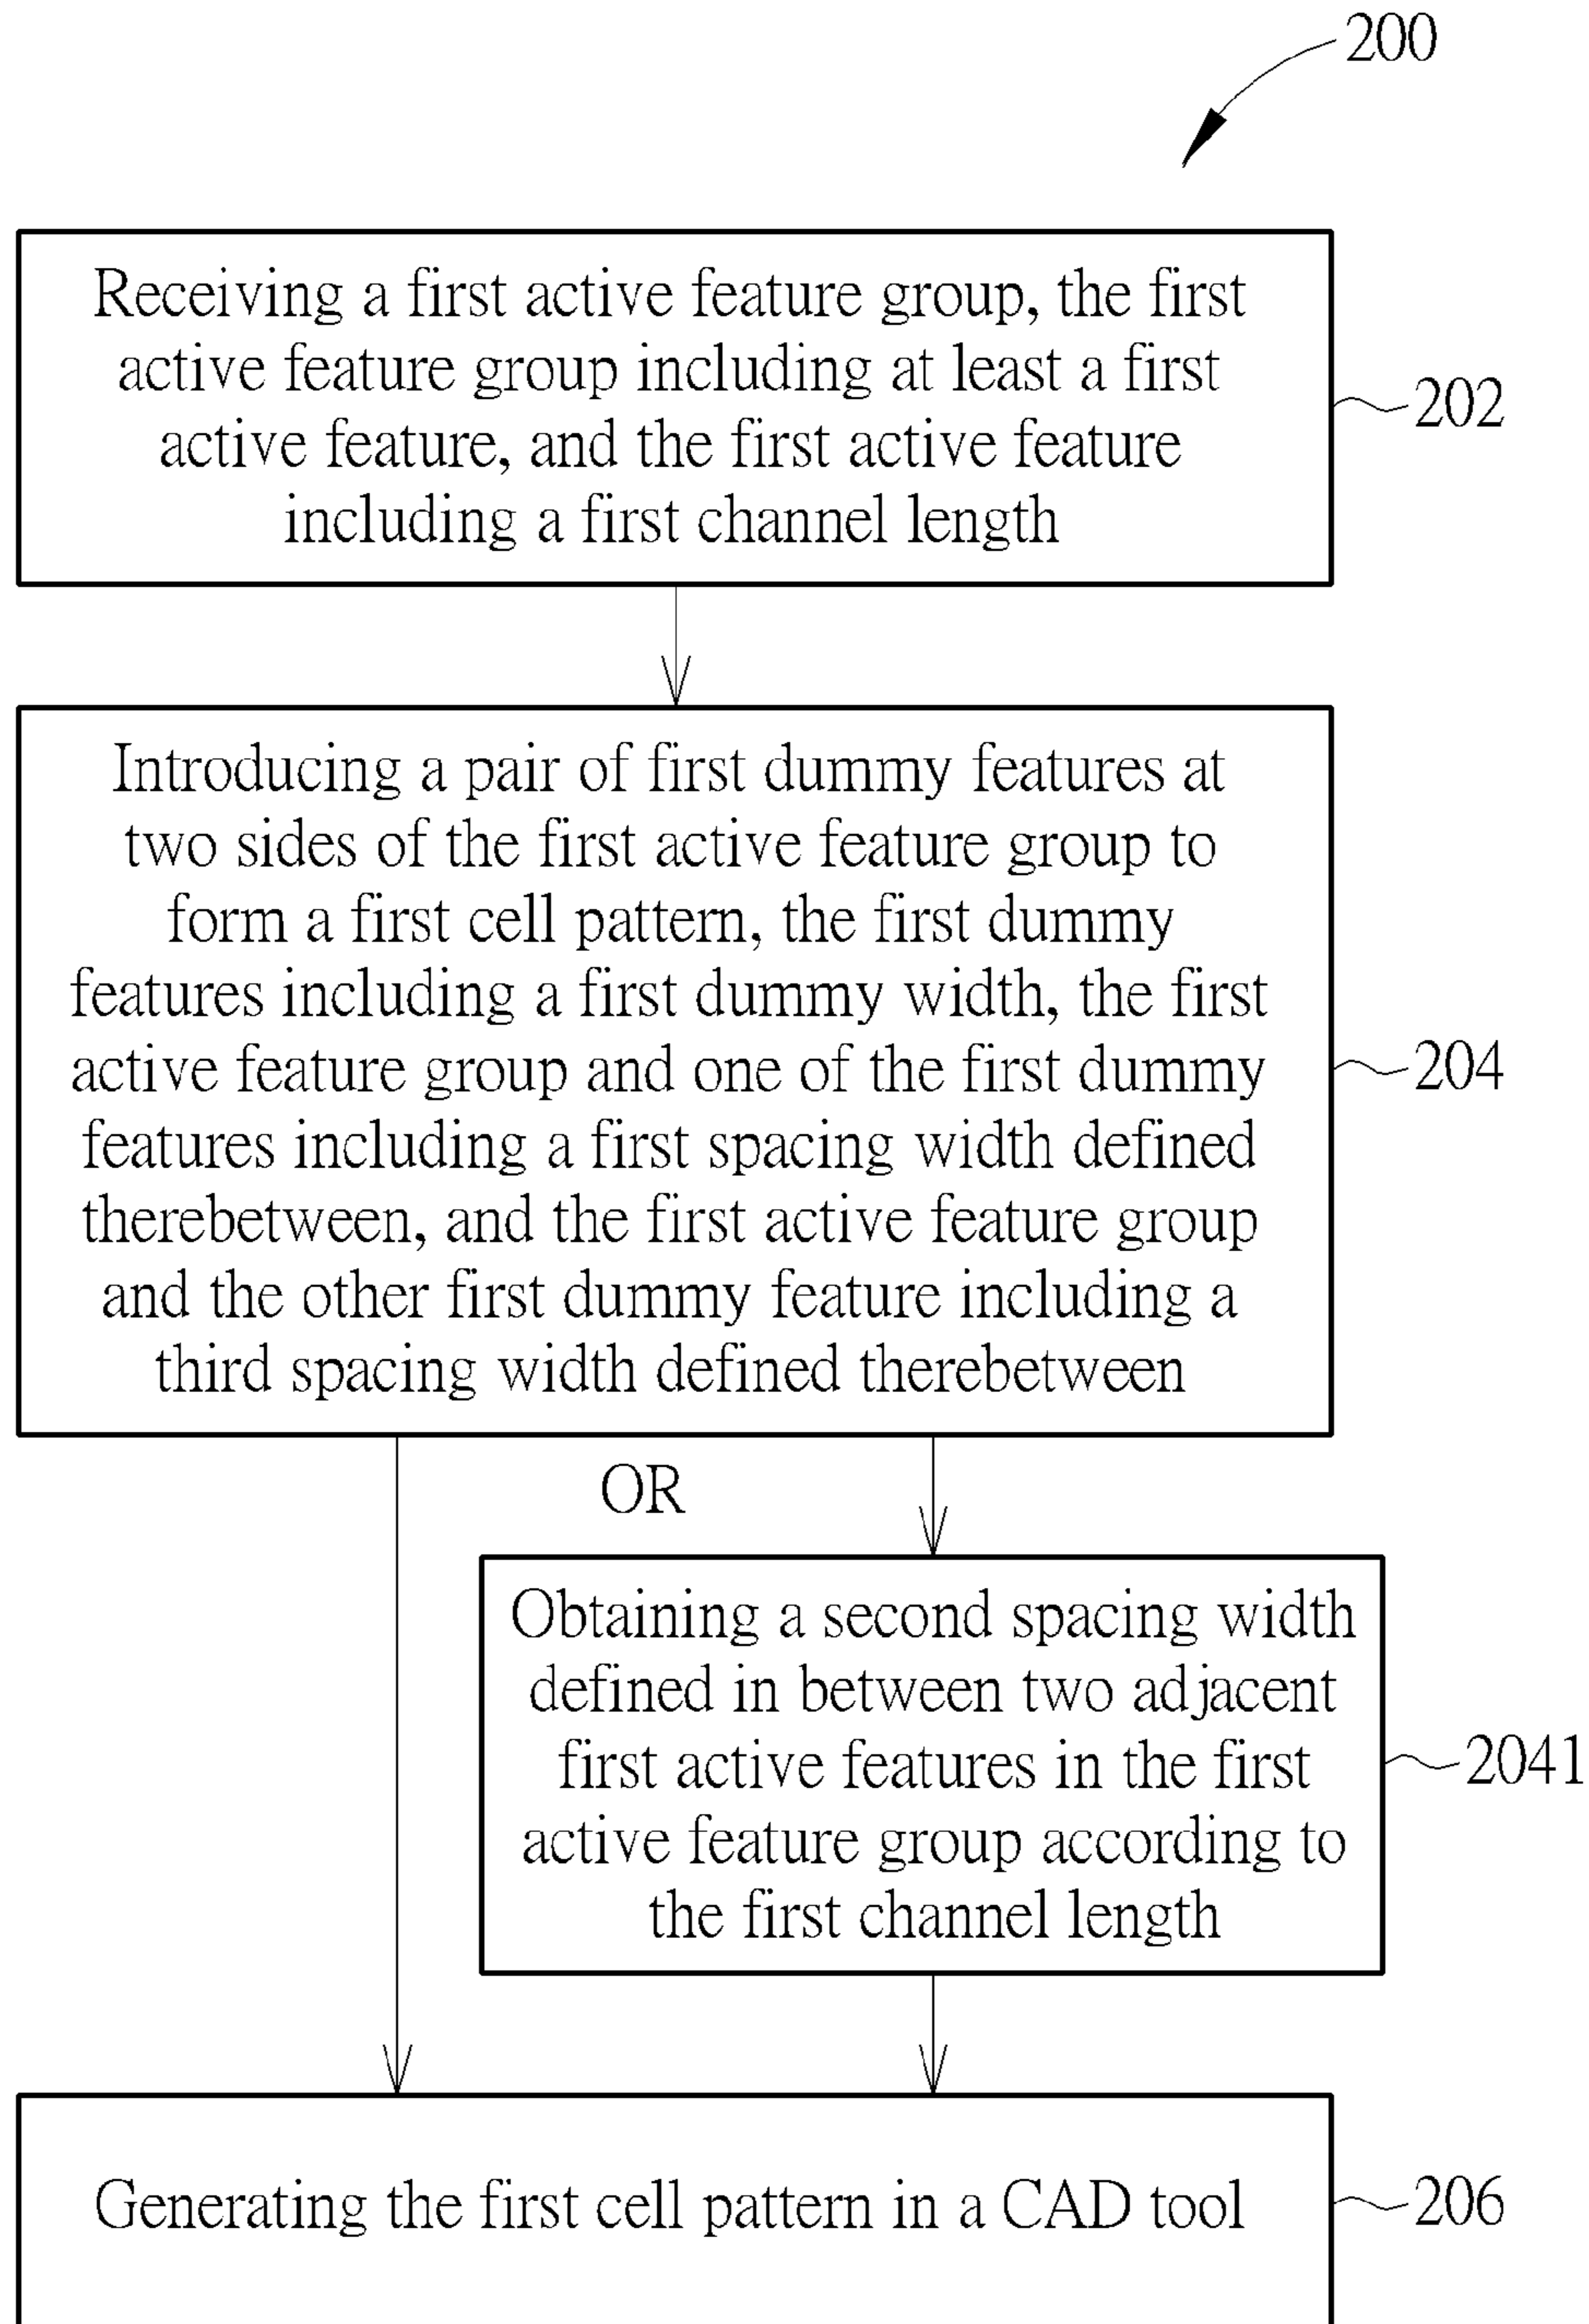 200
Receiving a first active feature group, the first
active feature group including at least a first
active feature, and the first active feature
including a first channel length
202
Introducing a pair of first dummy features at
two sides of the first active feature group to
form a first cell pattern, the first dummy
features including a first dummy width, the first
active feature group and one of the first dummy
features including a first spacing width defined
therebetween, and the first active feature group
and the other first dummy feature including a
third spacing width defined therebetween
204
OR
Obtaining a second spacing width
defined in between two adjacent
first active features in the first
active feature group according to
the first channel length
2041
Generating the first cell pattern in a CAD tool
206